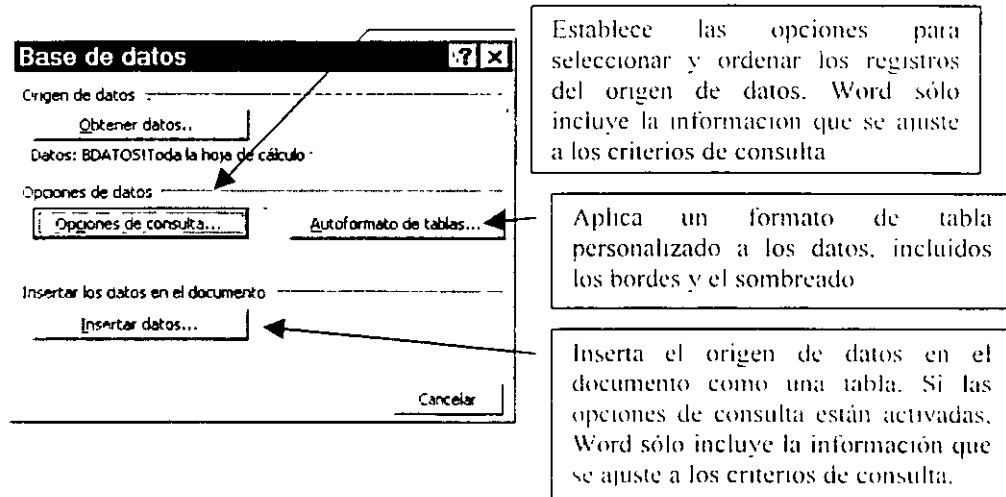 Base de datos
Origen de datos
Obtener datos..
Datos: BDATOS!Toda la hoja de cálculo
Opciones de datos
Opciones de consulta...
Autoformato de tablas...
Insertar los datos en el documento
Insertar datos...
Cancelar
Establece las opciones para
seleccionar y ordenar los registros
del origen de datos. Word sólo
incluye la información que se ajuste
a los criterios de consulta
Aplica un formato de tabla
personalizado a los datos, incluidos
los bordes y el sombreado
Inserta el origen de datos en el
documento como una tabla. Si las
opciones de consulta están activadas,
Word sólo incluye la información que
se ajuste a los criterios de consulta.